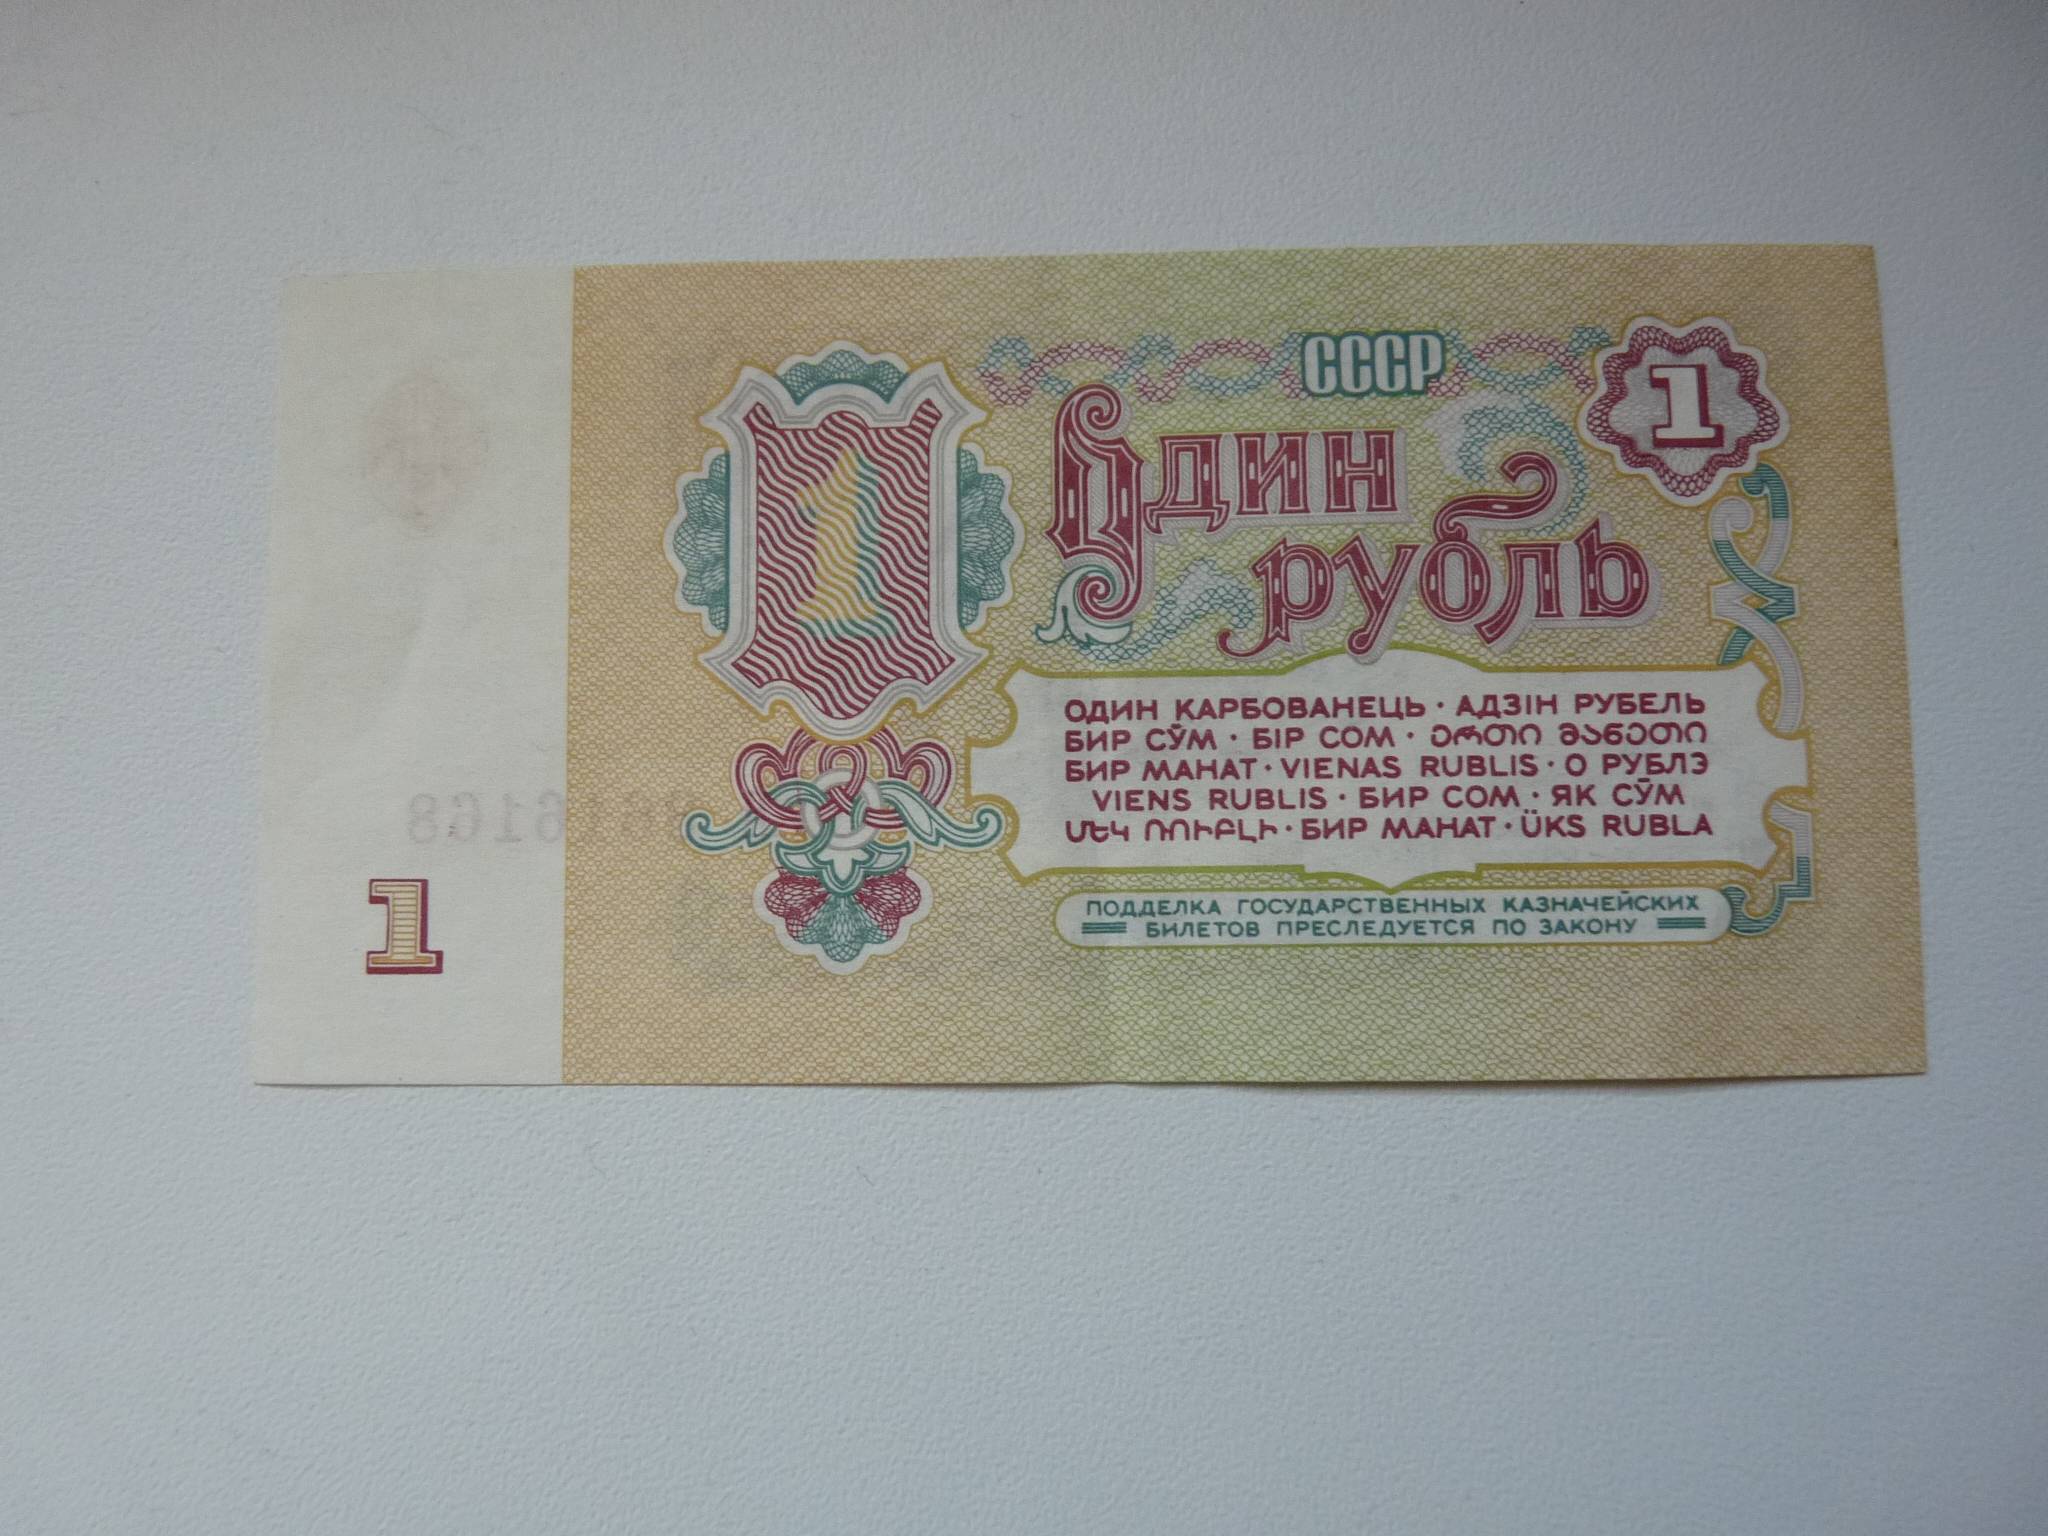 СССР
1
1
Один
рубль
ОДИН КАРБОВАНЕЦЬ · АДЗІН РУБЕЛЬ
БИР СЎМ · БІР СОМ · ერთი მანეთი
БИР МАНАТ · VIENAS RUBLIS · О РУБЛЭ
VIENS RUBLIS · БИР СОМ · ЯК СӮМ
ՄԵԿ ՌՈՒԲԼԻ · БИР МАНАТ · ÜKS RUBLA
ПОДДЕЛКА ГОСУДАРСТВЕННЫХ КАЗНАЧЕЙСКИХ
БИЛЕТОВ ПРЕСЛЕДУЕТСЯ ПО ЗАКОНУ
1